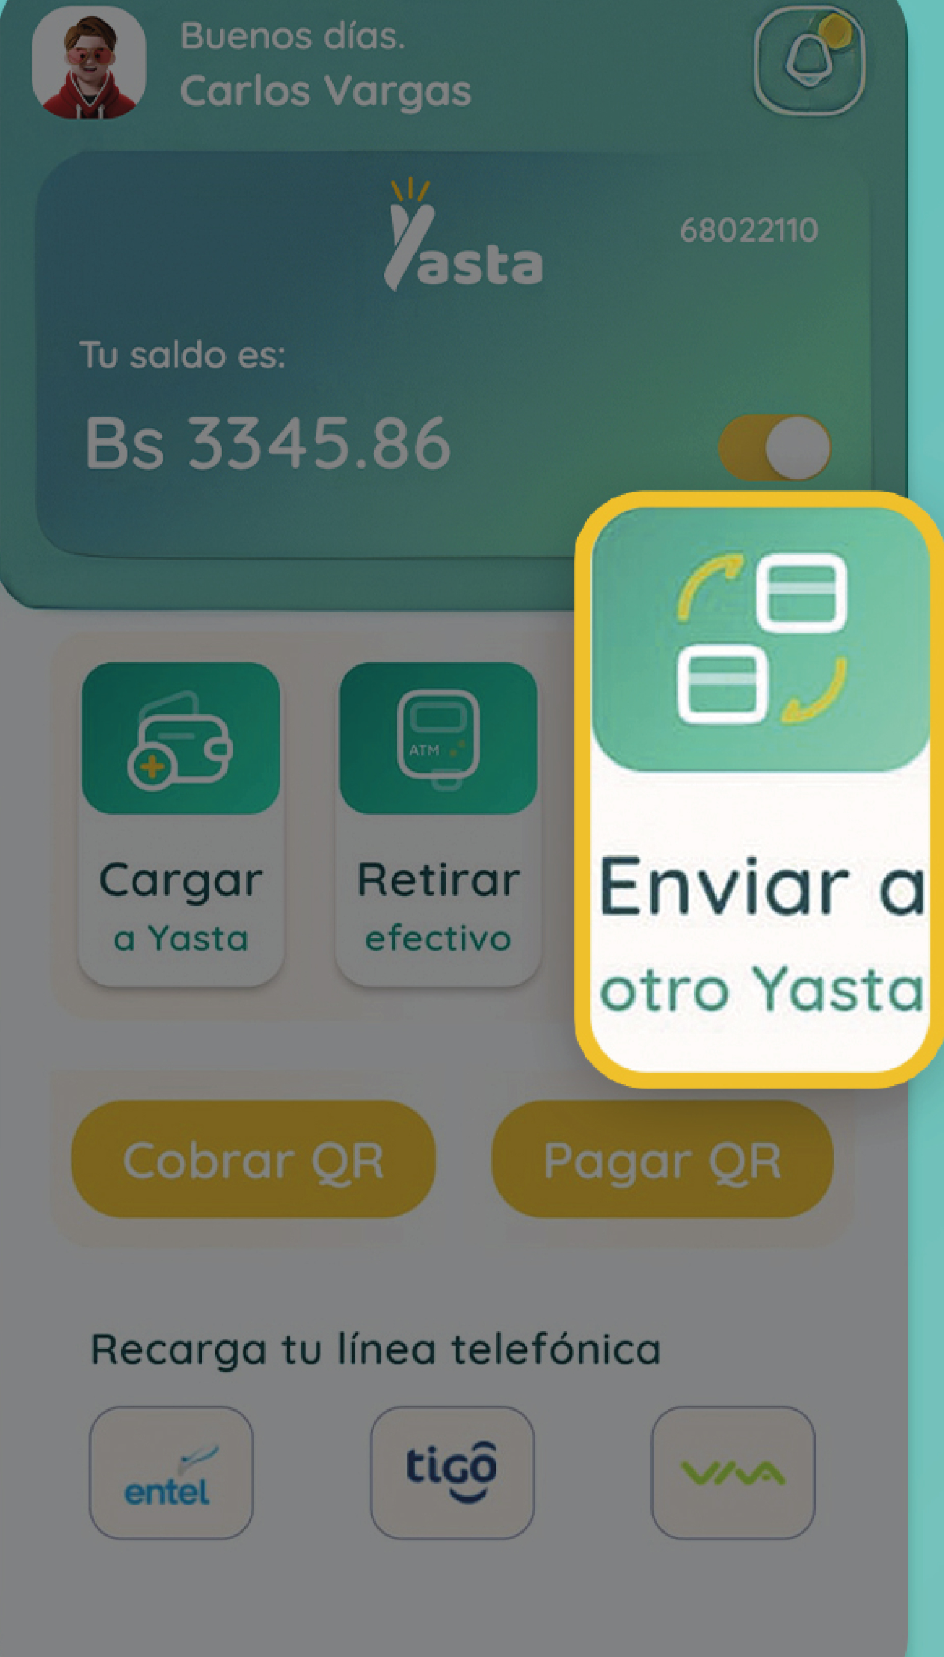 Buenos días.
Carlos Vargas
Yasta
68022110
Tu saldo es:
Bs 3345.86
ATM
Cargar
a Yasta
Retirar
efectivo
Enviar a
otro Yasta
Cobrar QR
Pagar QR
Recarga tu línea telefónica
entel
tigo
VIVA